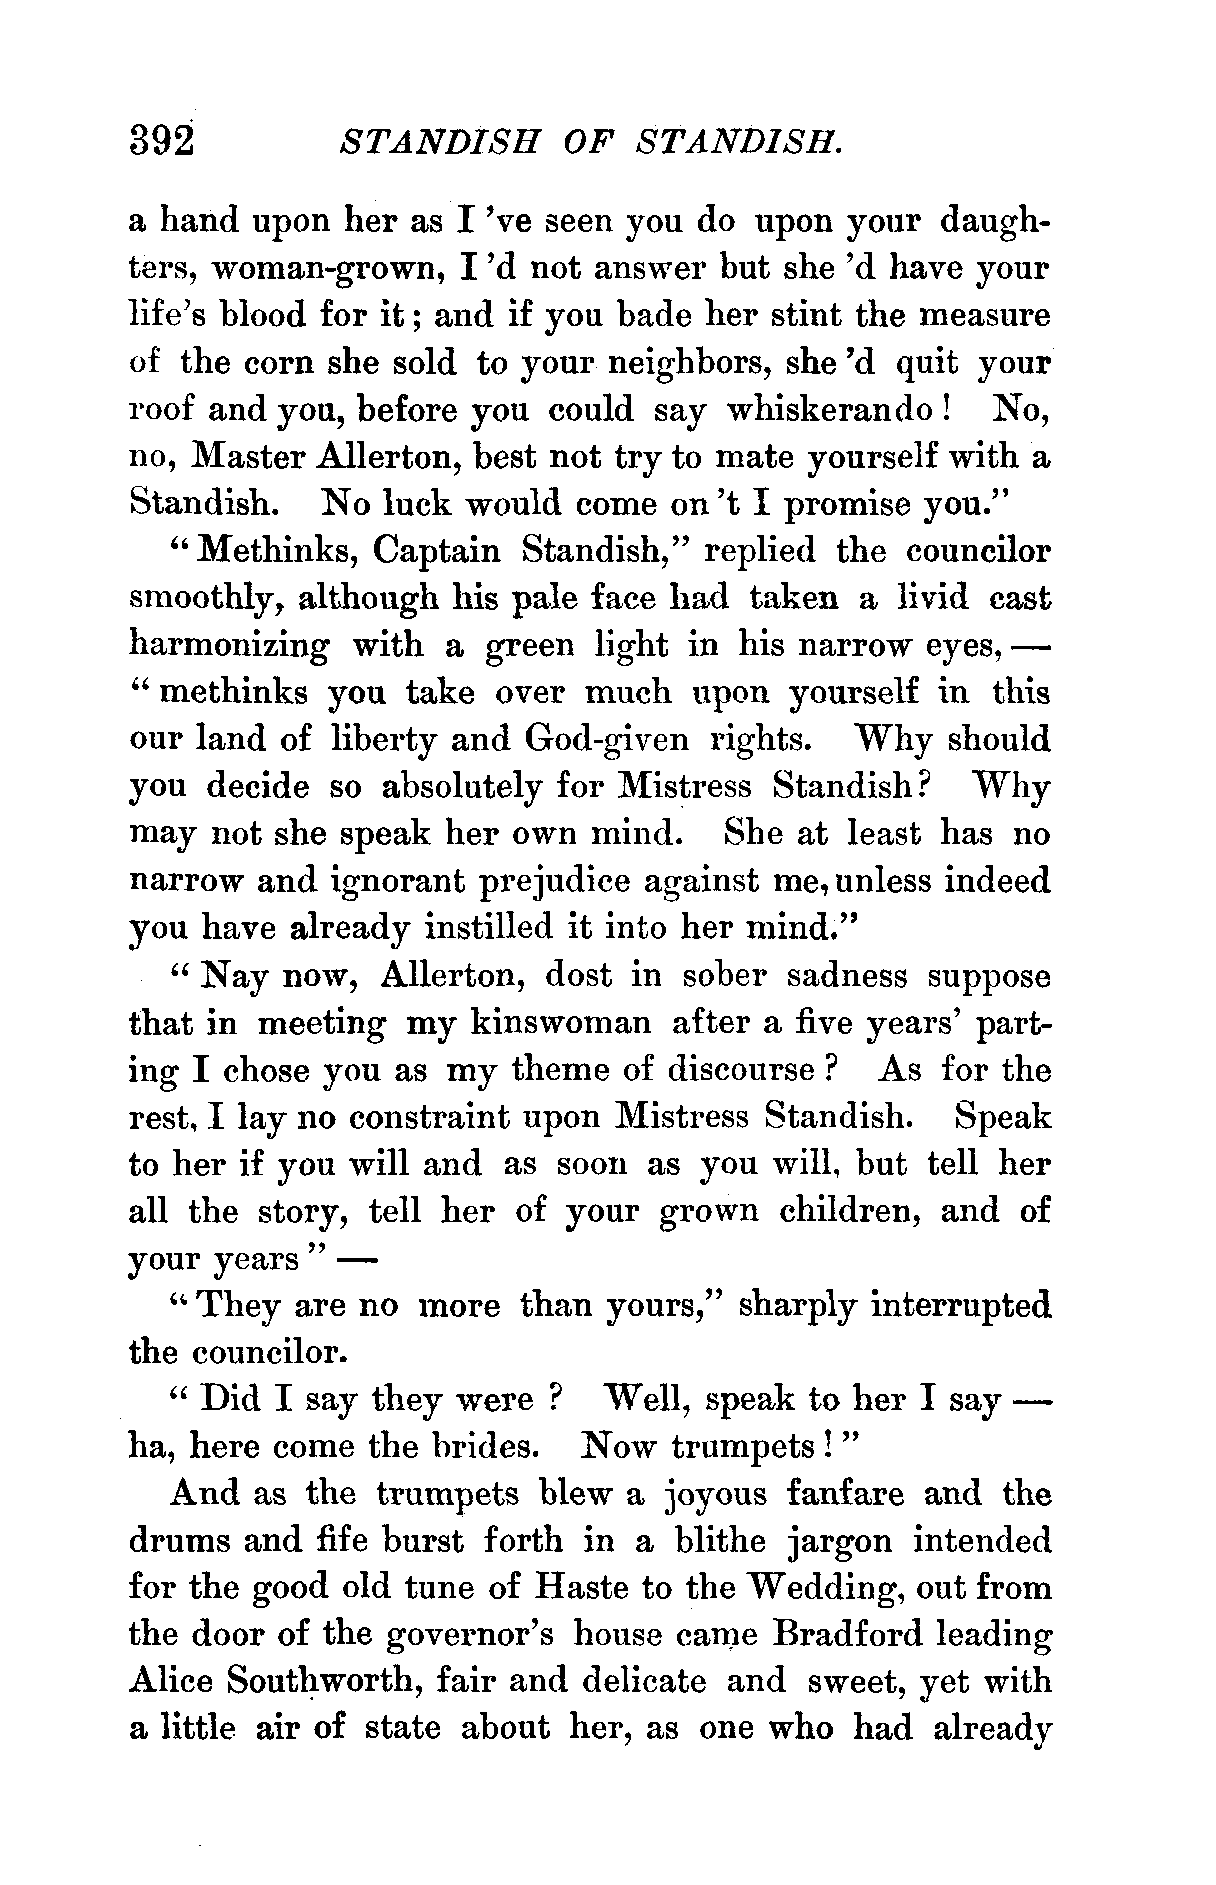 392 STANDISH OF STANDISH.
a hand upon her as I 've seen you do upon your daugh-
ters, woman-grown, I 'd not answer but she 'd have your
life's blood for it; and if you bade her stint the measure
of the corn she sold to your neighbors, she 'd quit your
roof and you, before you could say whiskerando! No,
no, Master Allerton, best not try to mate yourself with a
Standish. No luck would come on 't I promise you."
"Methinks, Captain Standish," replied the councilor
smoothly, although his pale face had taken a livid cast
harmonizing with a green light in his narrow eyes, —
"methinks you take over much upon yourself in this
our land of liberty and God-given rights. Why should
you decide so absolutely for Mistress Standish? Why
may not she speak her own mind. She at least has no
narrow and ignorant prejudice against me, unless indeed
you have already instilled it into her mind."
"Nay now, Allerton, dost in sober sadness suppose
that in meeting my kinswoman after a five years' part-
ing I chose you as my theme of discourse? As for the
rest, I lay no constraint upon Mistress Standish. Speak
to her if you will and as soon as you will, but tell her
all the story, tell her of your grown children, and of
your years" —
"They are no more than yours," sharply interrupted
the councilor.
"Did I say they were? Well, speak to her I say —
ha, here come the brides. Now trumpets!"
And as the trumpets blew a joyous fanfare and the
drums and fife burst forth in a blithe jargon intended
for the good old tune of Haste to the Wedding, out from
the door of the governor's house came Bradford leading
Alice Southworth, fair and delicate and sweet, yet with
a little air of state about her, as one who had already